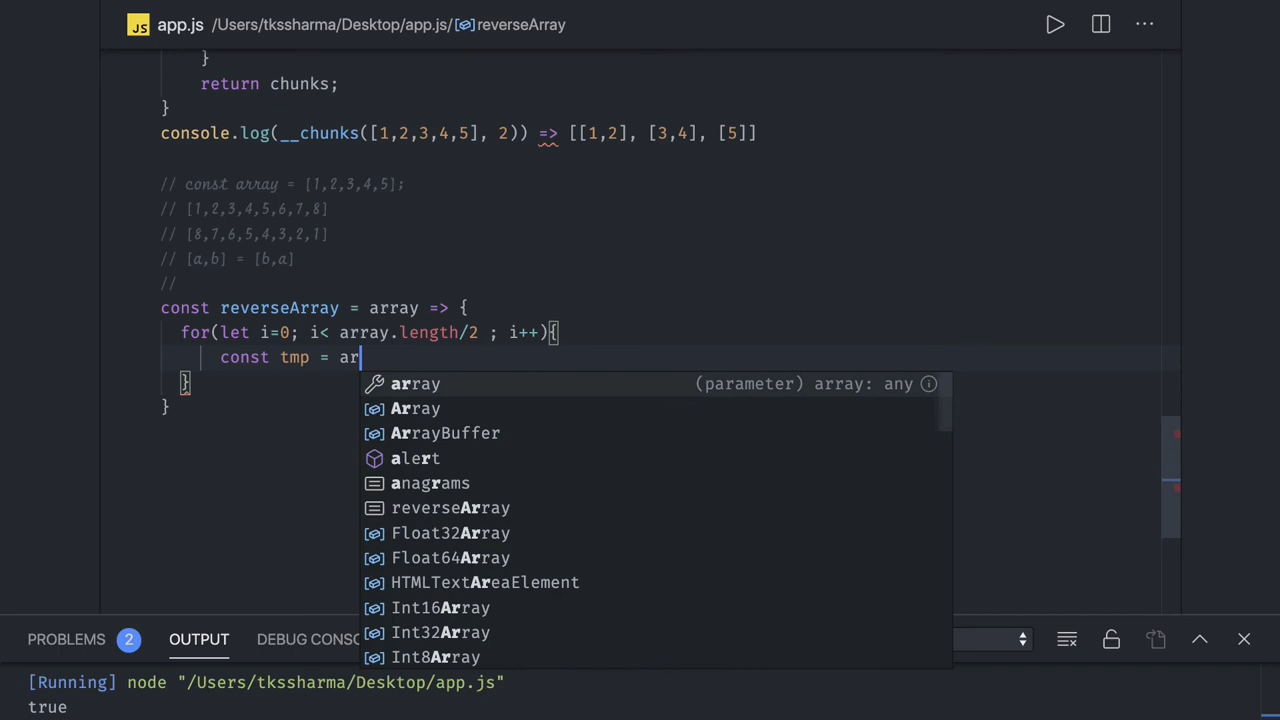 JS app.js /Users/tkssharma/Desktop/app.js/reverseArray
}
return chunks;
}
console.log(__chunks([1,2,3,4,5], 2)) => [[1,2], [3,4], [5]]
// const array = [1,2,3,4,5];
// [1,2,3,4,5,6,7,8]
// [8,7,6,5,4,3,2,1]
// [a,b] = [b,a]
//
const reverseArray = array => {
for(let i=0; i< array.length/2 ; i++){
const tmp = ar
}
}
array (parameter) array: any
Array
ArrayBuffer
alert
anagrams
reverseArray
Float32Array
Float64Array
HTMLTextAreaElement
Int16Array
Int32Array
Int8Array
PROBLEMS 2 OUTPUT DEBUG CONSO
[Running] node "/Users/tkssharma/Desktop/app.js"
true